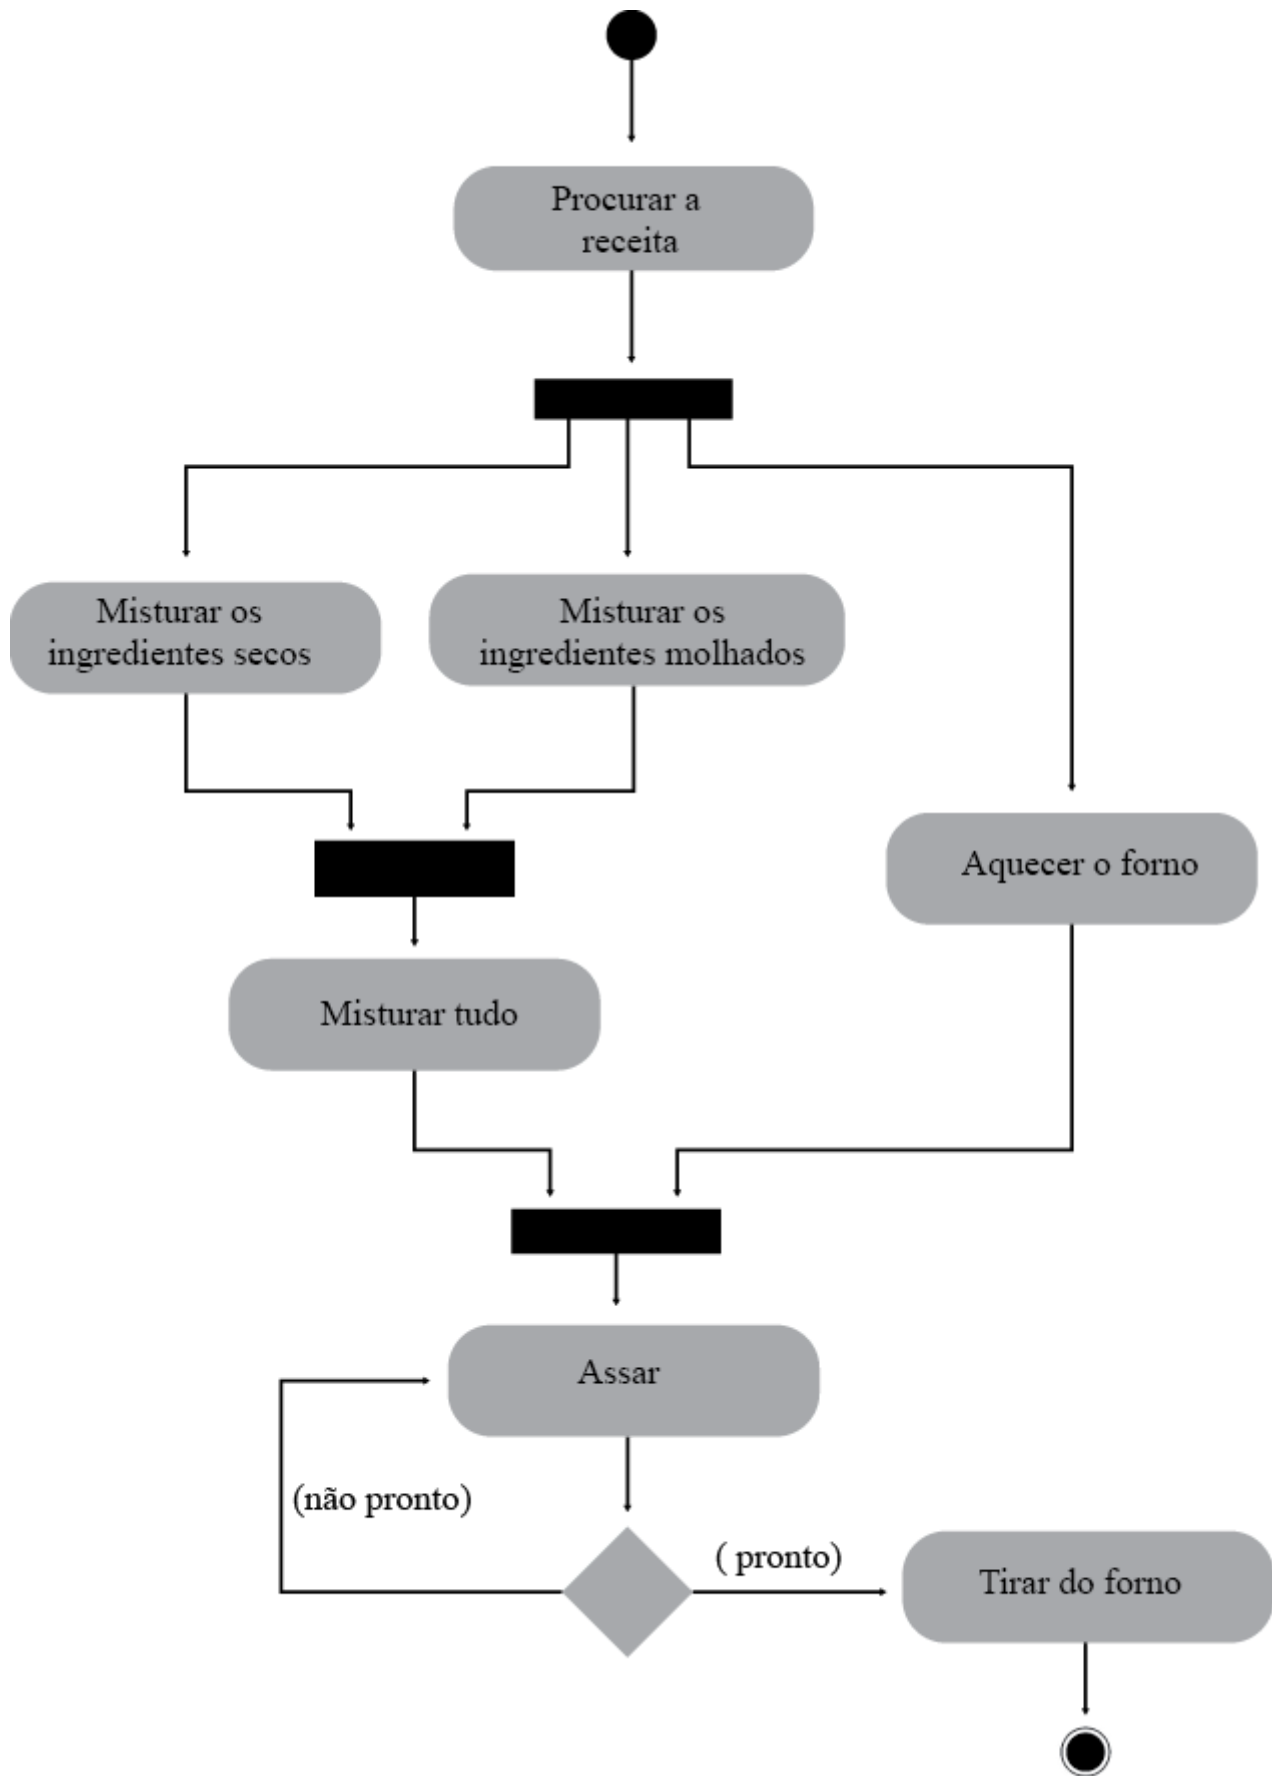 Procurar a
receita
Misturar os
ingredientes secos
Misturar os
ingredientes molhados
Aquecer o forno
Misturar tudo
Assar
(não pronto)
( pronto)
Tirar do forno